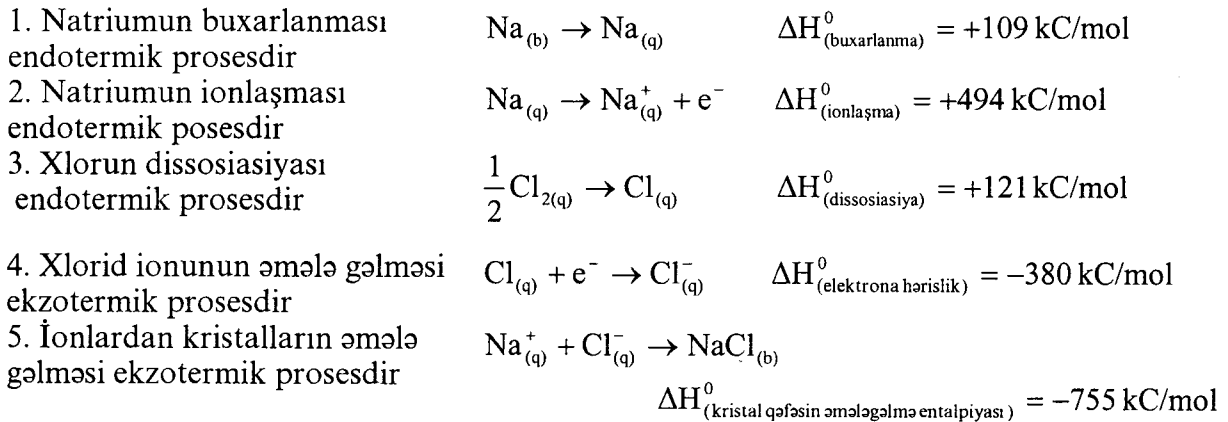 1. Natriumun buxarlanması
endotermik prosesdir
Na₍b₎ → Na₍q₎ ΔH⁰₍buxarlanma₎ = +109 kC/mol
2. Natriumun ionlaşması
endotermik posesdir
Na₍q₎ → Na⁺₍q₎ + e⁻ ΔH⁰₍ionlaşma₎ = +494 kC/mol
3. Xlorun dissosiasiyası
endotermik prosesdir
1/2 Cl₂₍q₎ → Cl₍q₎ ΔH⁰₍dissosiasiya₎ = +121 kC/mol
4. Xlorid ionunun əmələ gəlməsi
ekzotermik prosesdir
Cl₍q₎ + e⁻ → Cl⁻₍q₎ ΔH⁰₍elektrona hərislik₎ = −380 kC/mol
5. İonlardan kristalların əmələ
gəlməsi ekzotermik prosesdir
Na⁺₍q₎ + Cl⁻₍q₎ → NaCl₍b₎
ΔH⁰₍kristal qəfəsin əmələgəlmə entalpiyası₎ = −755 kC/mol